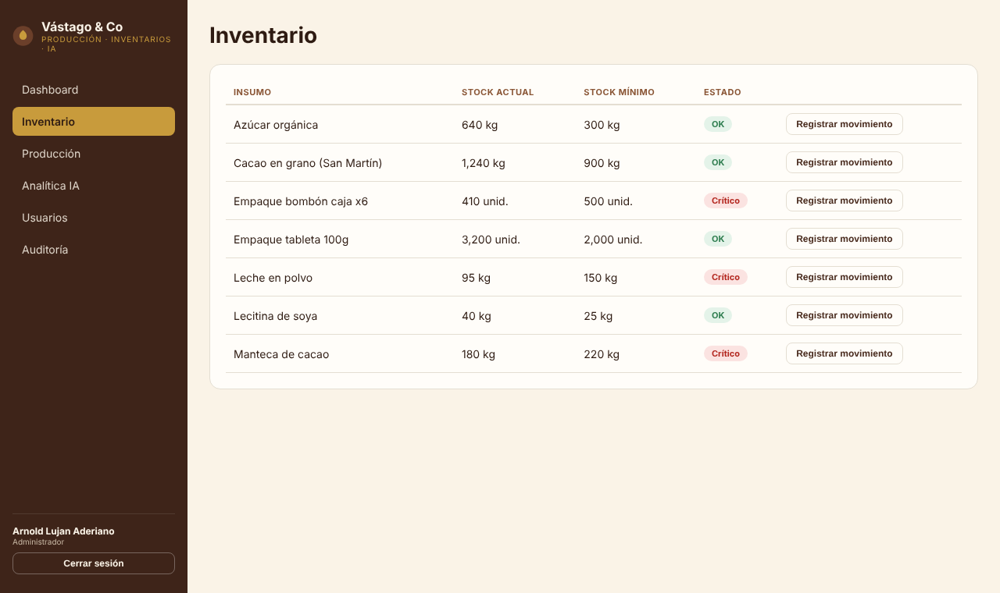 Vástago & Co
PRODUCCIÓN · INVENTARIOS
· IA
Dashboard
Inventario
Producción
Analítica IA
Usuarios
Auditoría
Arnold Lujan Aderiano
Administrador
Cerrar sesión
Inventario
INSUMO STOCK ACTUAL STOCK MÍNIMO ESTADO
Azúcar orgánica 640 kg 300 kg OK Registrar movimiento
Cacao en grano (San Martín) 1,240 kg 900 kg OK Registrar movimiento
Empaque bombón caja x6 410 unid. 500 unid. Crítico Registrar movimiento
Empaque tableta 100g 3,200 unid. 2,000 unid. OK Registrar movimiento
Leche en polvo 95 kg 150 kg Crítico Registrar movimiento
Lecitina de soya 40 kg 25 kg OK Registrar movimiento
Manteca de cacao 180 kg 220 kg Crítico Registrar movimiento